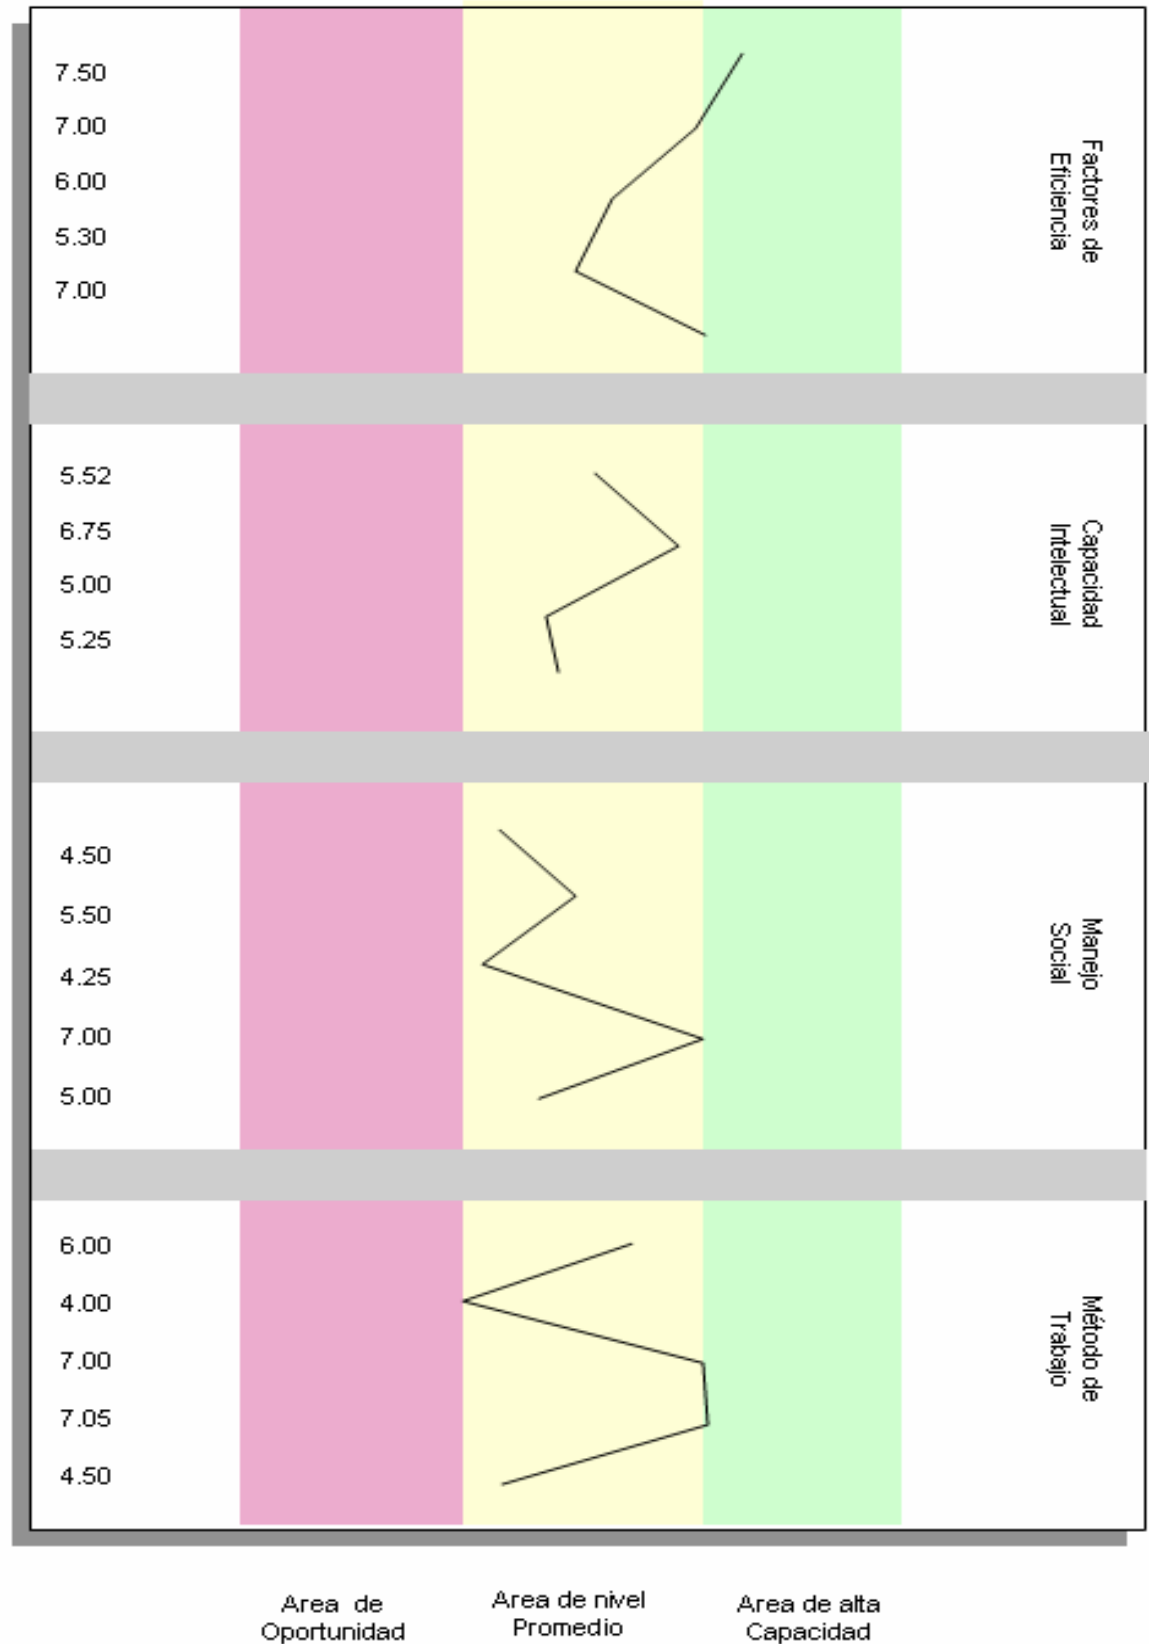 7.50
7.00
6.00
5.30
7.00
Factores de
Eficiencia
5.52
6.75
5.00
5.25
Capacidad
Intelectual
4.50
5.50
4.25
7.00
5.00
Manejo
Social
6.00
4.00
7.00
7.05
4.50
Método de
Trabajo
Area de
Oportunidad
Area de nivel
Promedio
Area de alta
Capacidad